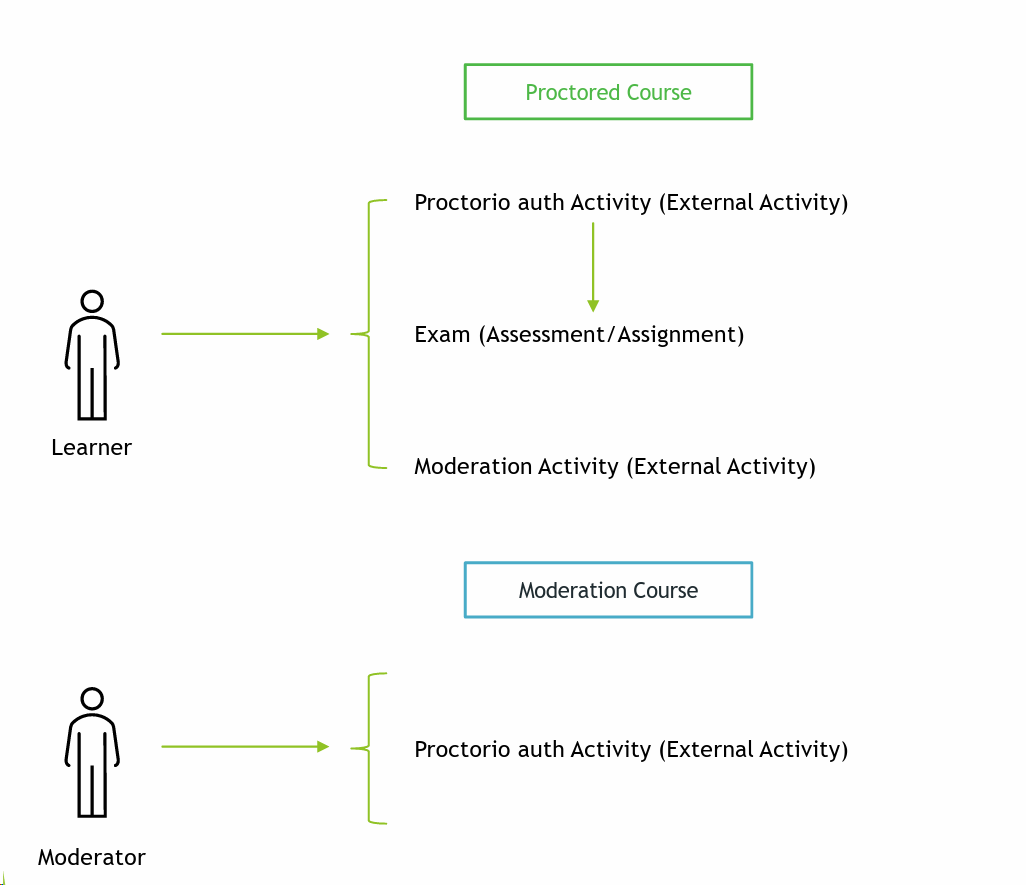 Proctored Course
Proctorio auth Activity (External Activity)
Exam (Assessment/Assignment)
Learner
Moderation Activity (External Activity)
Moderation Course
Proctorio auth Activity (External Activity)
Moderator